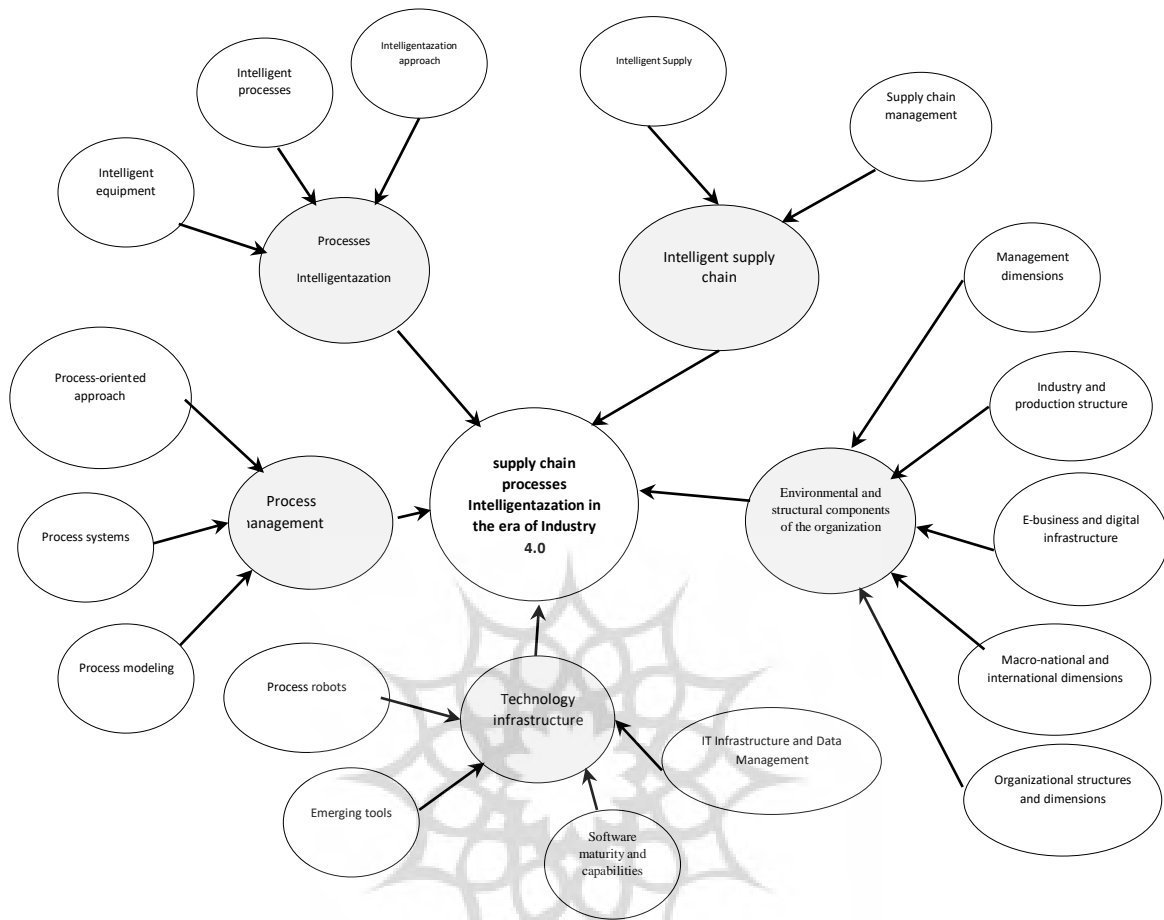 Intelligentazation
approach
Intelligent
processes
Intelligent Supply
Supply chain
management
Intelligent
equipment
Processes
Intelligentazation
Intelligent supply
chain
Management
dimensions
Process-oriented
approach
Industry and
production structure
supply chain
processes
Intelligentazation in
the era of Industry
4.0
Process
management
Environmental and
structural components
of the organization
Process systems
E-business and digital
infrastructure
Process modeling
Macro-national and
international dimensions
Process robots
Technology
infrastructure
IT Infrastructure and Data
Management
Organizational structures
and dimensions
Emerging tools
Software
maturity and
capabilities